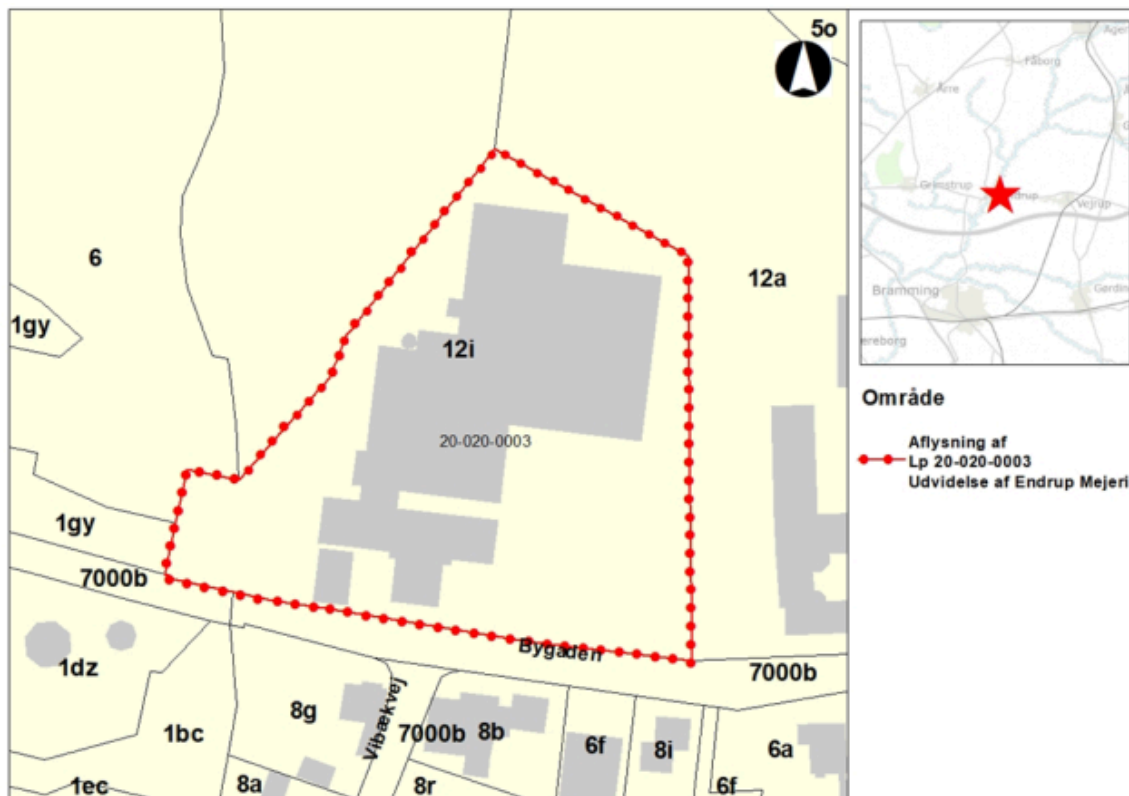 5o
6
12a
1gy
12i
20-020-0003
1gy
7000b
Bygaden
7000b
1dz
Vibækvej
8g
1bc
7000b
8b
6f
8i
6a
1ec
8a
8r
6f
Fåborg
Årre
Grimstrup
Vejrup
Bramming
Område
Aflysning af
Lp 20-020-0003
Udvidelse af Endrup Mejeri